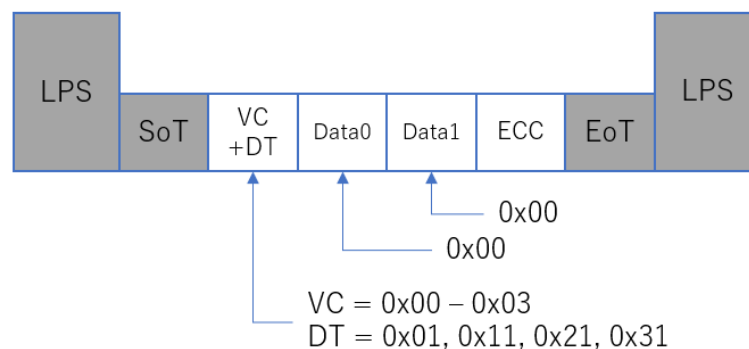 LPS
SoT
VC
+DT
Data0
Data1
ECC
EoT
LPS
0x00
0x00
VC = 0x00 – 0x03
DT = 0x01, 0x11, 0x21, 0x31